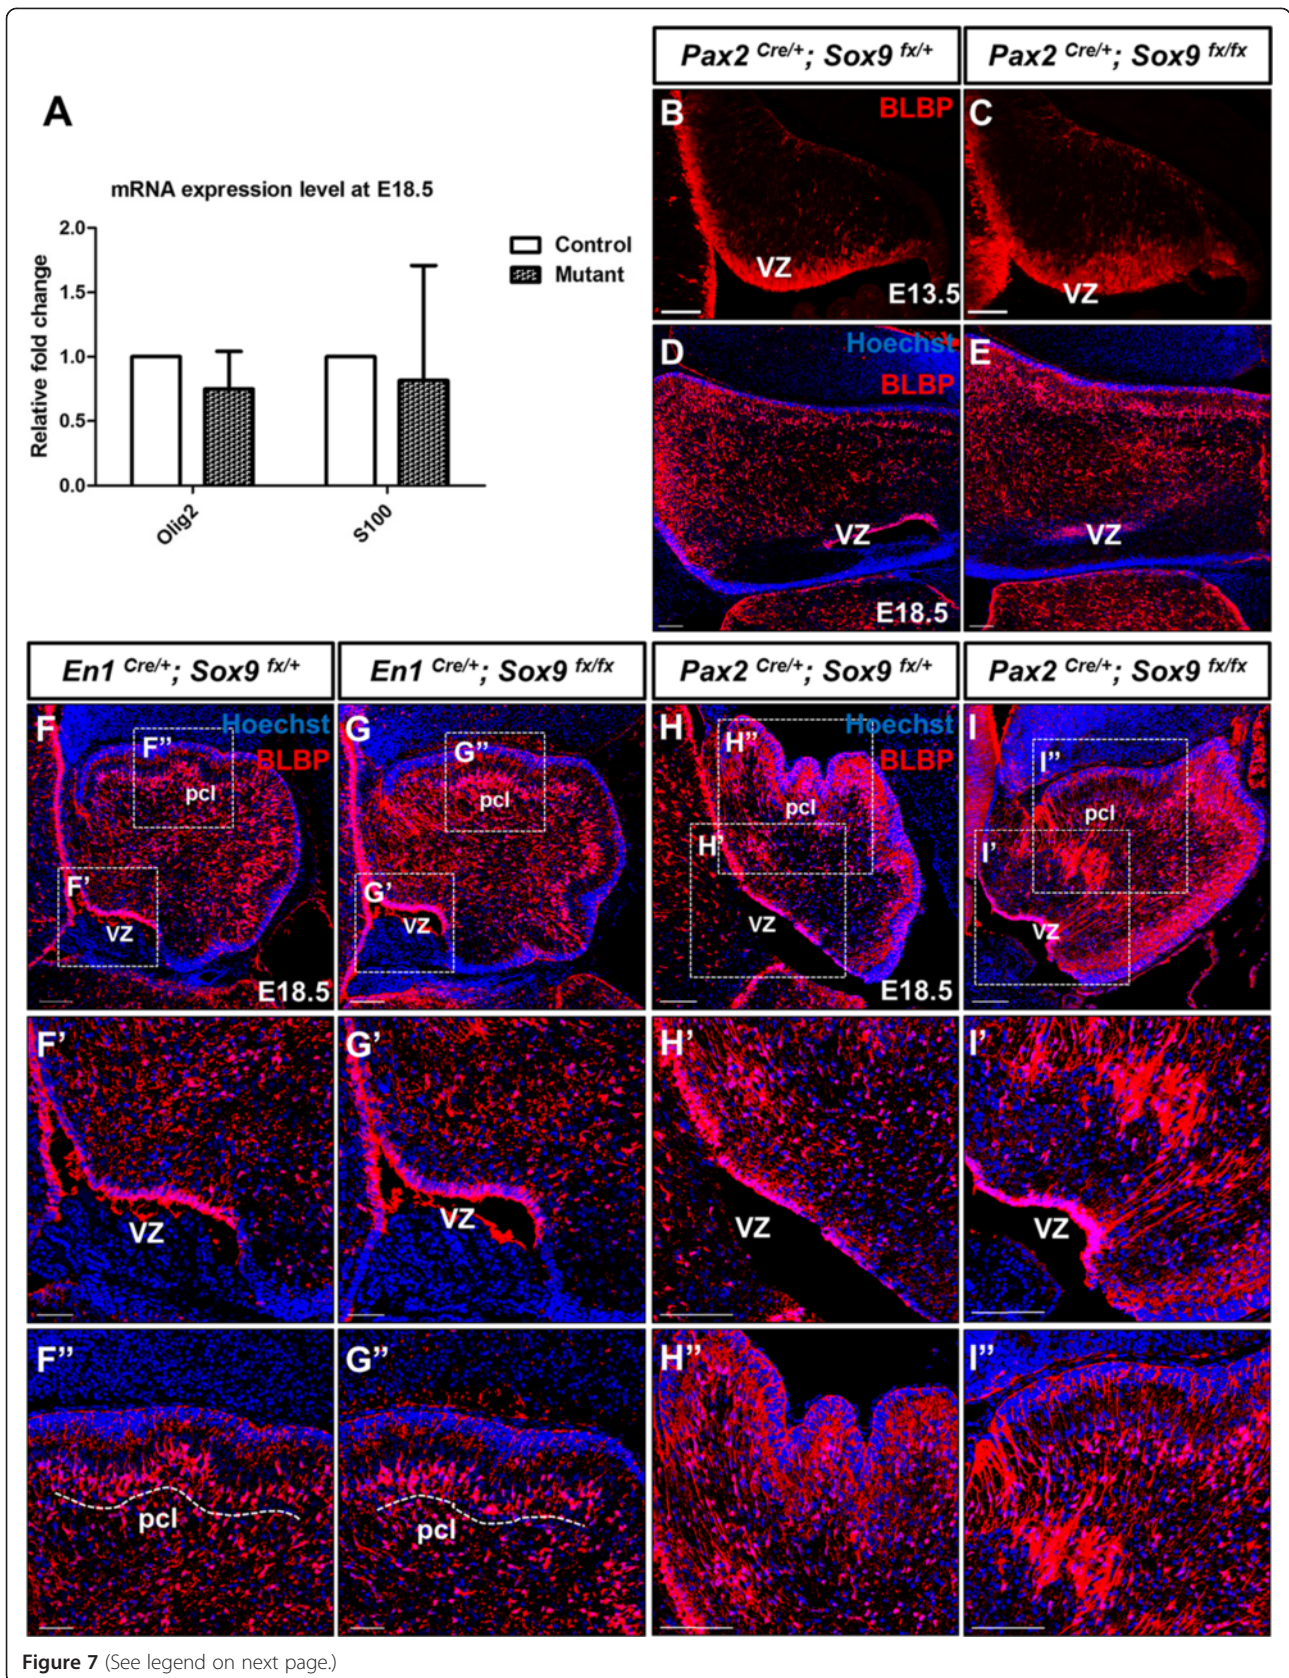 Pax2 Cre/+; Sox9 fx/+
Pax2 Cre/+; Sox9 fx/fx
A
mRNA expression level at E18.5
Relative fold change
2.0
1.5
1.0
0.5
0.0
Olig2
S100
Control
Mutant
B
BLBP
VZ
E13.5
C
VZ
D
Hoechst
BLBP
VZ
E18.5
E
VZ
En1 Cre/+; Sox9 fx/+
En1 Cre/+; Sox9 fx/fx
Pax2 Cre/+; Sox9 fx/+
Pax2 Cre/+; Sox9 fx/fx
F
Hoechst
BLBP
F”
pcl
F’
VZ
E18.5
G
G”
pcl
G’
VZ
H
Hoechst
BLBP
H”
pcl
H’
VZ
E18.5
I
I”
pcl
I’
VZ
F’
VZ
G’
VZ
H’
VZ
I’
VZ
F”
pcl
G”
pcl
H”
I”
Figure 7 (See legend on next page.)